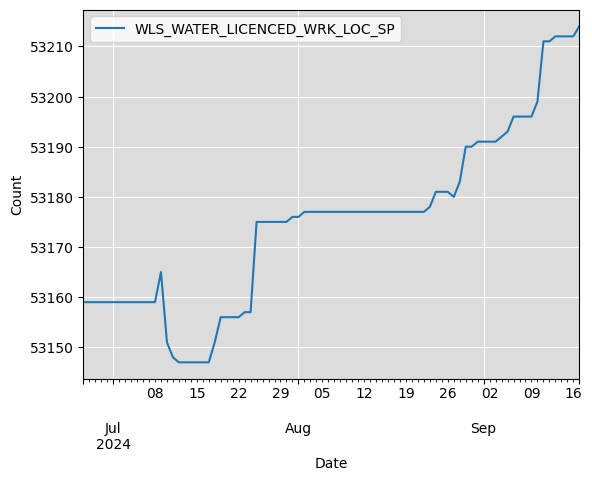 WLS_WATER_LICENCED_WRK_LOC_SP
53210
53200
53190
53180
53170
53160
53150
Count
08 15 22 29 05 12 19 26 02 09 16
Jul Aug Sep
2024
Date